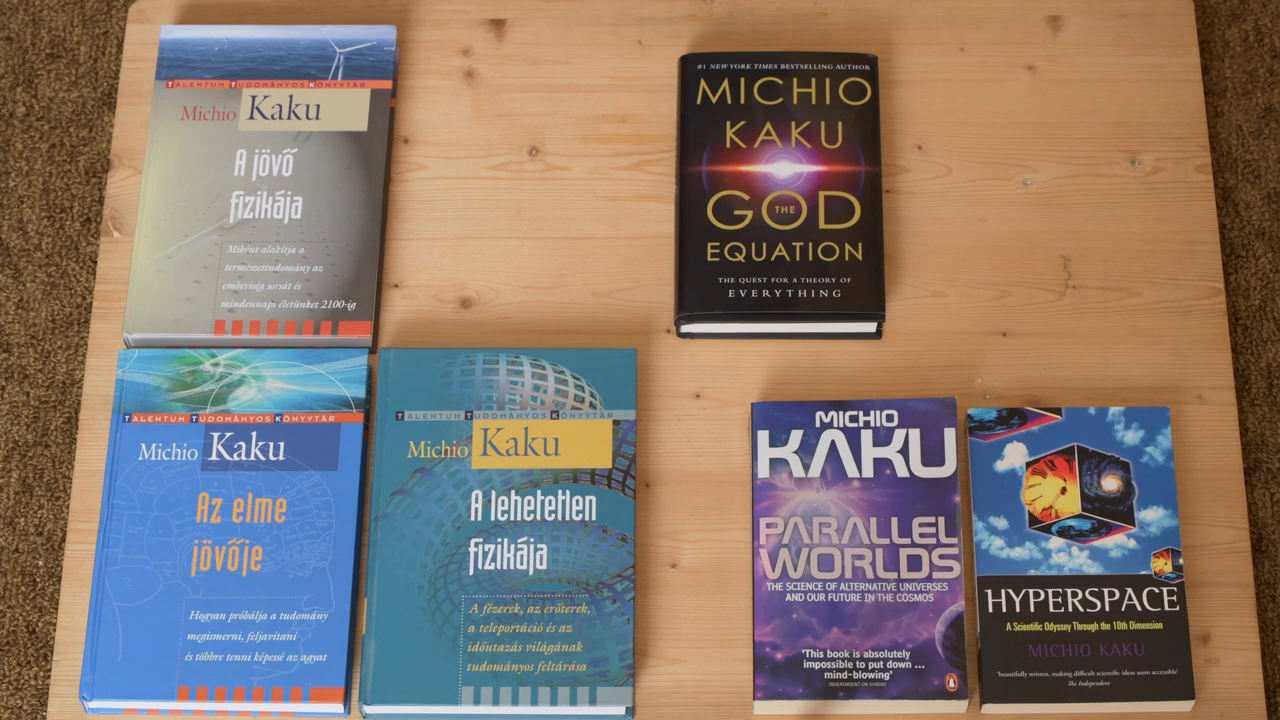 TALENTUM TUDOMÁNYOS KÖNYVTÁR
Michio Kaku
A jövő
fizikája
Miként alakítja a
természettudomány az
emberiség sorsát és
mindennapi életünket 2100-ig
#1 NEW YORK TIMES BESTSELLING AUTHOR
MICHIO
KAKU
THE
GOD
EQUATION
THE QUEST FOR A THEORY OF
EVERYTHING
TALENTUM TUDOMÁNYOS KÖNYVTÁR
Michio Kaku
Az elme
jövője
Hogyan próbálja a tudomány
megismerni, feljavítani
és többre tenni képessé az agyat
TALENTUM TUDOMÁNYOS KÖNYVTÁR
Michio Kaku
A lehetetlen
fizikája
A fézerek, az erőterek,
a teleportáció és az
időutazás világának
tudományos feltárása
MICHIO
KAKU
PARALLEL
WORLDS
THE SCIENCE OF ALTERNATIVE UNIVERSES
AND OUR FUTURE IN THE COSMOS
'This book is absolutely
impossible to put down ...
mind-blowing'
INDEPENDENT ON SUNDAY
HYPERSPACE
A Scientific Odyssey Through the 10th Dimension
MICHIO KAKU
'beautifully written, making difficult scientific ideas seem accessible'
The Independent